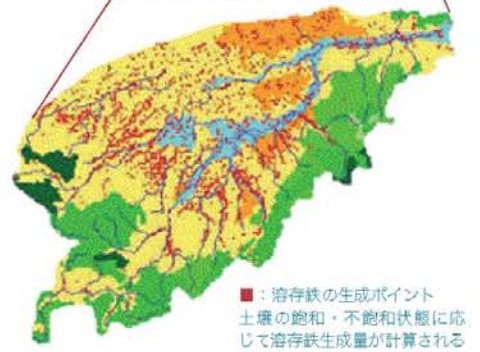 ■：溶存鉄の生成ポイント
土壌の飽和・不飽和状態に応
じて溶存鉄生成量が計算される